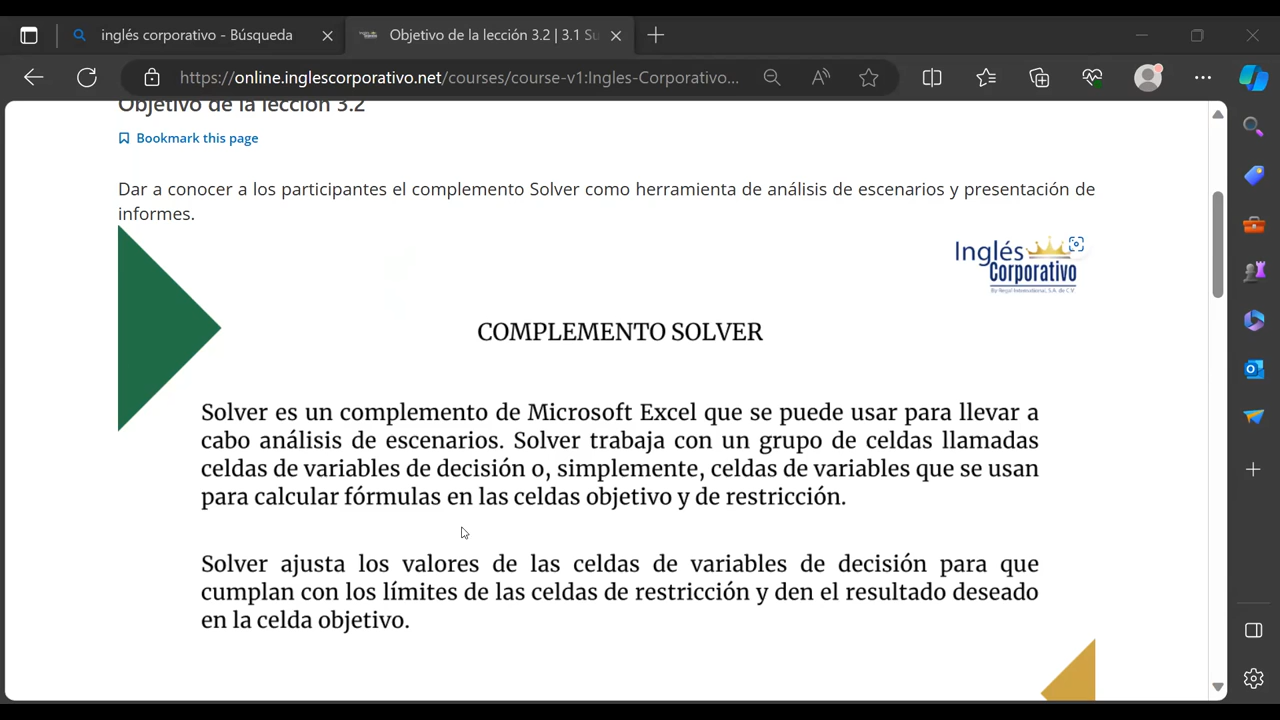 inglés corporativo - Búsqueda
Objetivo de la lección 3.2 | 3.1 Su
https://online.inglescorporativo.net/courses/course-v1:Ingles-Corporativo...
Objetivo de la lección 3.2
Bookmark this page
Dar a conocer a los participantes el complemento Solver como herramienta de análisis de escenarios y presentación de
informes.
Inglés
Corporativo
By Regal International, S.A. de C.V.
COMPLEMENTO SOLVER
Solver es un complemento de Microsoft Excel que se puede usar para llevar a
cabo análisis de escenarios. Solver trabaja con un grupo de celdas llamadas
celdas de variables de decisión o, simplemente, celdas de variables que se usan
para calcular fórmulas en las celdas objetivo y de restricción.
Solver ajusta los valores de las celdas de variables de decisión para que
cumplan con los límites de las celdas de restricción y den el resultado deseado
en la celda objetivo.